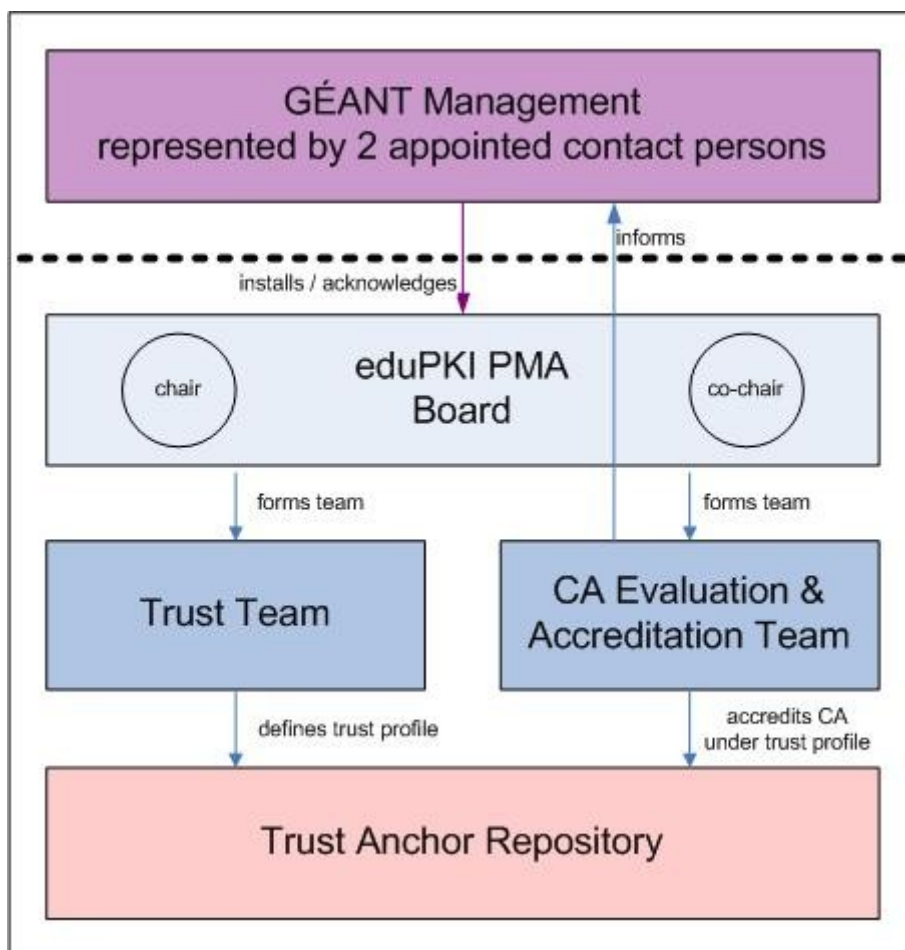 GÉANT Management
represented by 2 appointed contact persons
informs
installs / acknowledges
chair
eduPKI PMA
Board
co-chair
forms team
forms team
Trust Team
CA Evaluation &
Accreditation Team
defines trust profile
accredits CA
under trust profile
Trust Anchor Repository